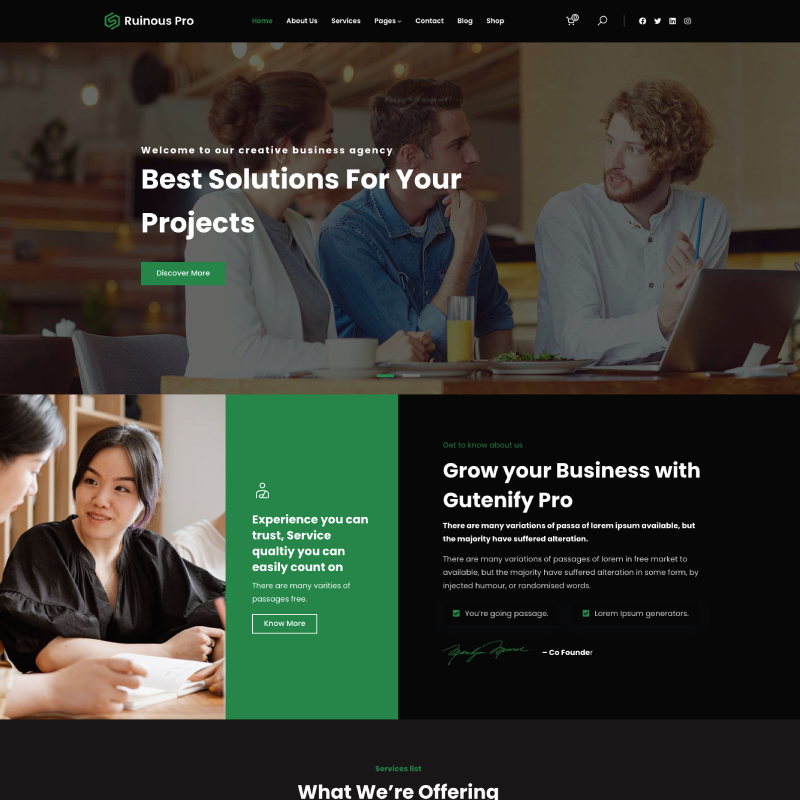 Ruinous Pro
Home About Us Services Pages Contact Blog Shop
0
Welcome to our creative business agency
Best Solutions For Your
Projects
Discover More
Experience you can
trust, Service
qualtiy you can
easily count on
There are many varities of
passages free.
Know More
Get to know about us
Grow your Business with
Gutenify Pro
There are many variations of passa of lorem ipsum available, but
the majority have suffered alteration.
There are many variations of passages of lorem in free market to
available, but the majority have suffered alteration in some form, by
injected humour, or randomised words.
You're going passage.
Lorem Ipsum generators.
– Co Founder
Services list
What We're Offering